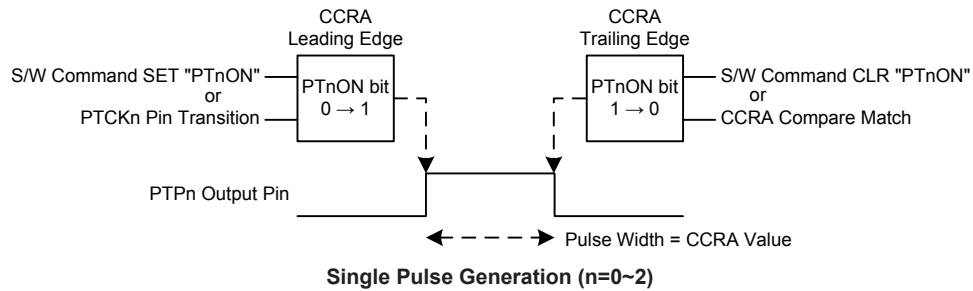 CCRA
Leading Edge
CCRA
Trailing Edge
S/W Command SET "PTnON"
or
PTCKn Pin Transition
PTnON bit
0 → 1
PTnON bit
1 → 0
S/W Command CLR "PTnON"
or
CCRA Compare Match
PTPn Output Pin
Pulse Width = CCRA Value
Single Pulse Generation (n=0~2)